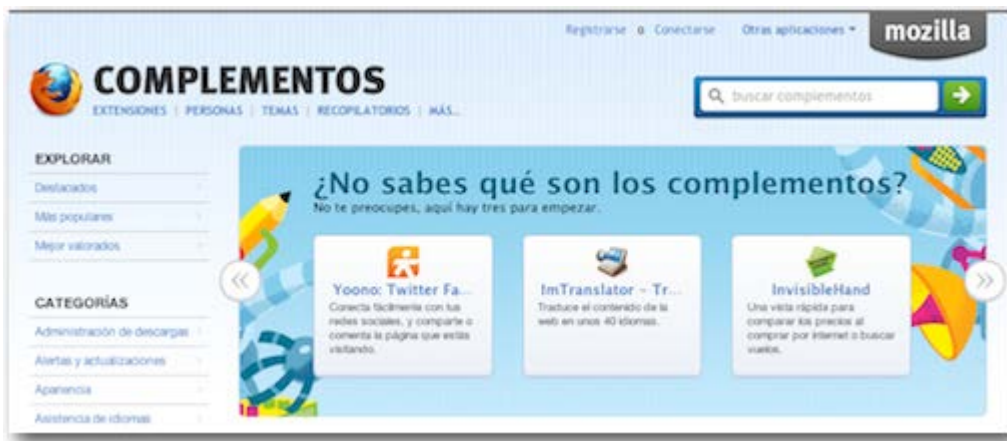 Registrarse o Conectarse Otras aplicaciones
mozilla
COMPLEMENTOS
EXTENSIONES | PERSONAS | TEMAS | RECOPILATORIOS | MÁS...
buscar complementos
EXPLORAR
Destacados
Más populares
Mejor valorados
CATEGORÍAS
Administración de descargas
Alertas y actualizaciones
Apariencia
Asistencia de idiomas
¿No sabes qué son los complementos?
No te preocupes, aquí hay tres para empezar.
Yoono: Twitter Fa...
Conecta fácilmente con tus
redes sociales, y comparte o
comenta la página que estás
visitando.
ImTranslator - Tr...
Traduce el contenido de la
web en unos 40 idiomas.
InvisibleHand
Una vista rápida para
comparar los precios al
comprar por internet o buscar
vuelos.